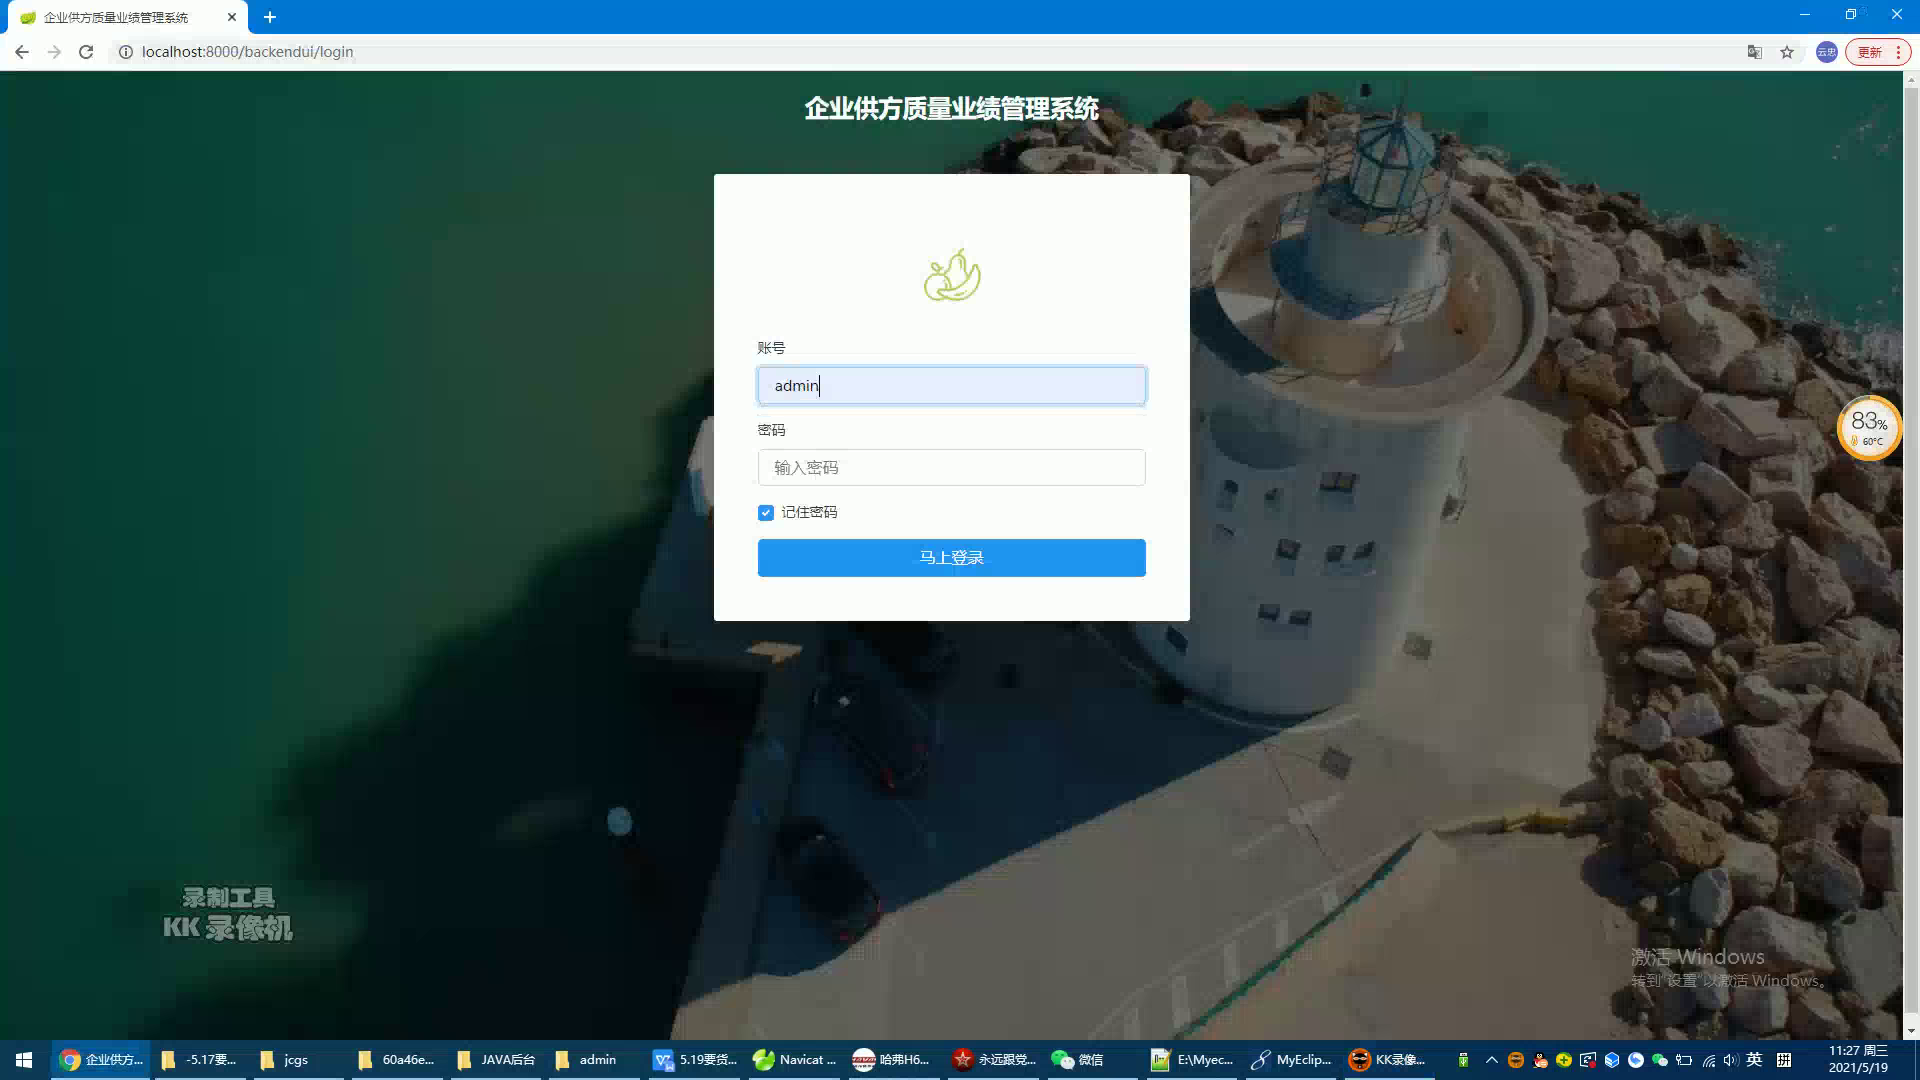 企业供方质量业绩管理系统
localhost:8000/backendui/login
云忠
更新
企业供方质量业绩管理系统
账号
admin
密码
输入密码
记住密码
马上登录
83%
60°C
录制工具
KK 录像机
激活 Windows
转到"设置"以激活 Windows。
企业供方...
-5.17要...
jcgs
60a46e...
JAVA后台
admin
5.19要货...
Navicat ...
哈弗H6...
永远跟党...
微信
E:\Myec...
MyEclip...
KK录像...
英
拼
11:27 周三
2021/5/19